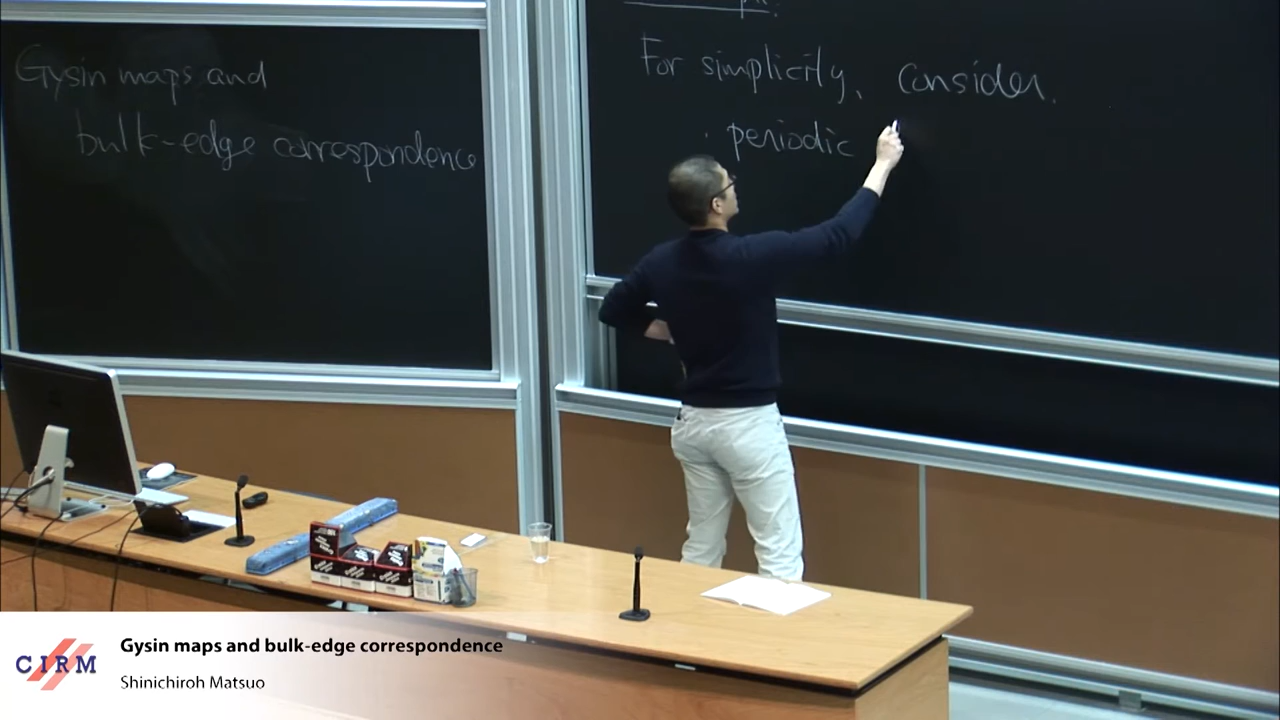 Gysin maps and
bulk-edge correspondence
For simplicity, consider.
· periodic
CIRM
Gysin maps and bulk-edge correspondence
Shinichiroh Matsuo